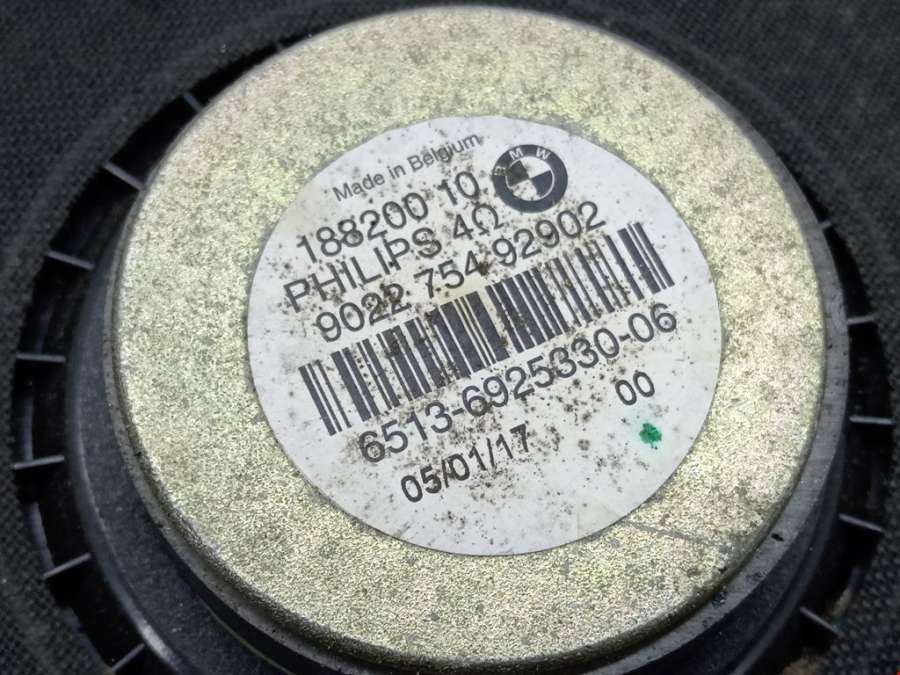 Made in Belgium
BMW
188200 10
PHILIPS 4Ω
9022 754 92902
6513-6925330-06
05/01/17
00